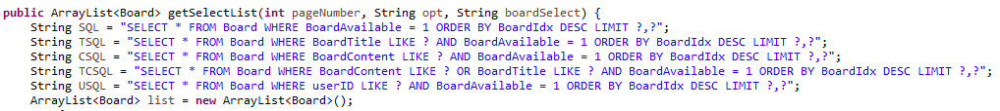 public ArrayList<Board> getSelectList(int pageNumber, String opt, String boardSelect) {
String SQL = "SELECT * FROM Board WHERE BoardAvailable = 1 ORDER BY BoardIdx DESC LIMIT ?,?";
String TSQL = "SELECT * FROM Board WHERE BoardTitle LIKE ? AND BoardAvailable = 1 ORDER BY BoardIdx DESC LIMIT ?,?";
String CSQL = "SELECT * FROM Board WHERE BoardContent LIKE ? AND BoardAvailable = 1 ORDER BY BoardIdx DESC LIMIT ?,?";
String TCSQL = "SELECT * FROM Board WHERE BoardContent LIKE ? OR BoardTitle LIKE ? AND BoardAvailable = 1 ORDER BY BoardIdx DESC LIMIT ?,?";
String USQL = "SELECT * FROM Board WHERE userID LIKE ? AND BoardAvailable = 1 ORDER BY BoardIdx DESC LIMIT ?,?";
ArrayList<Board> list = new ArrayList<Board>();